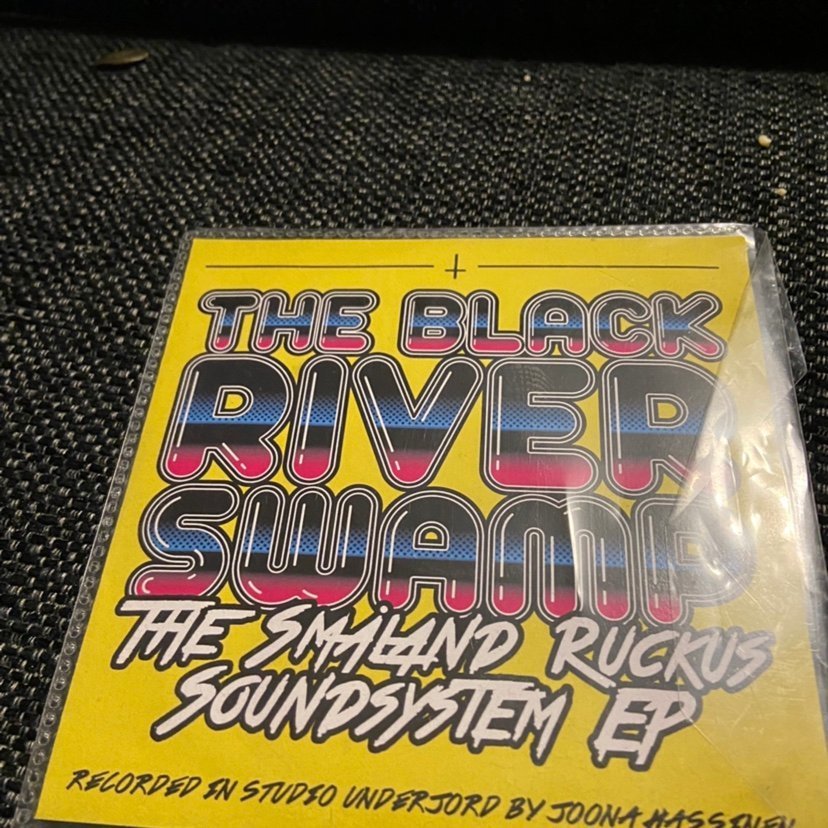 THE BLACK
RIVER
SWAMP
THE SMÅLAND RUCKUS
SOUNDSYSTEM EP
RECORDED IN STUDIO UNDERJORD BY JOONA HASSINEN